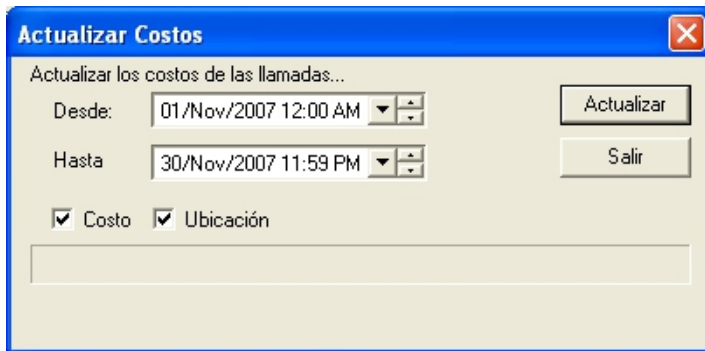 Actualizar Costos
Actualizar los costos de las llamadas...
Desde: 01/Nov/2007 12:00 AM Actualizar
Hasta 30/Nov/2007 11:59 PM Salir
Costo Ubicación